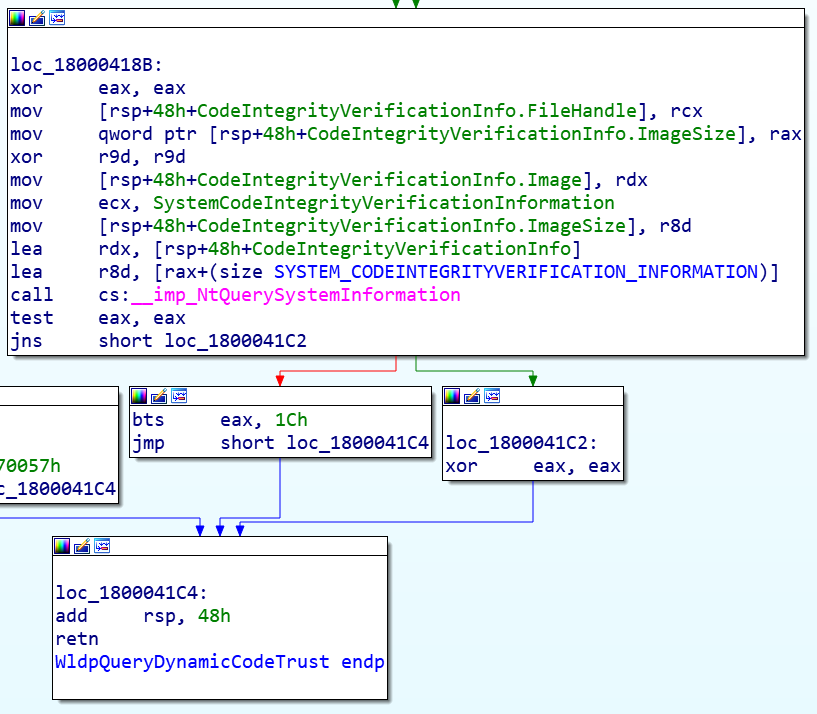 loc_18000418B:
xor eax, eax
mov [rsp+48h+CodeIntegrityVerificationInfo.FileHandle], rcx
mov qword ptr [rsp+48h+CodeIntegrityVerificationInfo.ImageSize], rax
xor r9d, r9d
mov [rsp+48h+CodeIntegrityVerificationInfo.Image], rdx
mov ecx, SystemCodeIntegrityVerificationInformation
mov [rsp+48h+CodeIntegrityVerificationInfo.ImageSize], r8d
lea rdx, [rsp+48h+CodeIntegrityVerificationInfo]
lea r8d, [rax+(size SYSTEM_CODEINTEGRITYVERIFICATION_INFORMATION)]
call cs:__imp_NtQuerySystemInformation
test eax, eax
jns short loc_1800041C2
70057h
c_1800041C4
bts eax, 1Ch
jmp short loc_1800041C4
loc_1800041C2:
xor eax, eax
loc_1800041C4:
add rsp, 48h
retn
WldpQueryDynamicCodeTrust endp